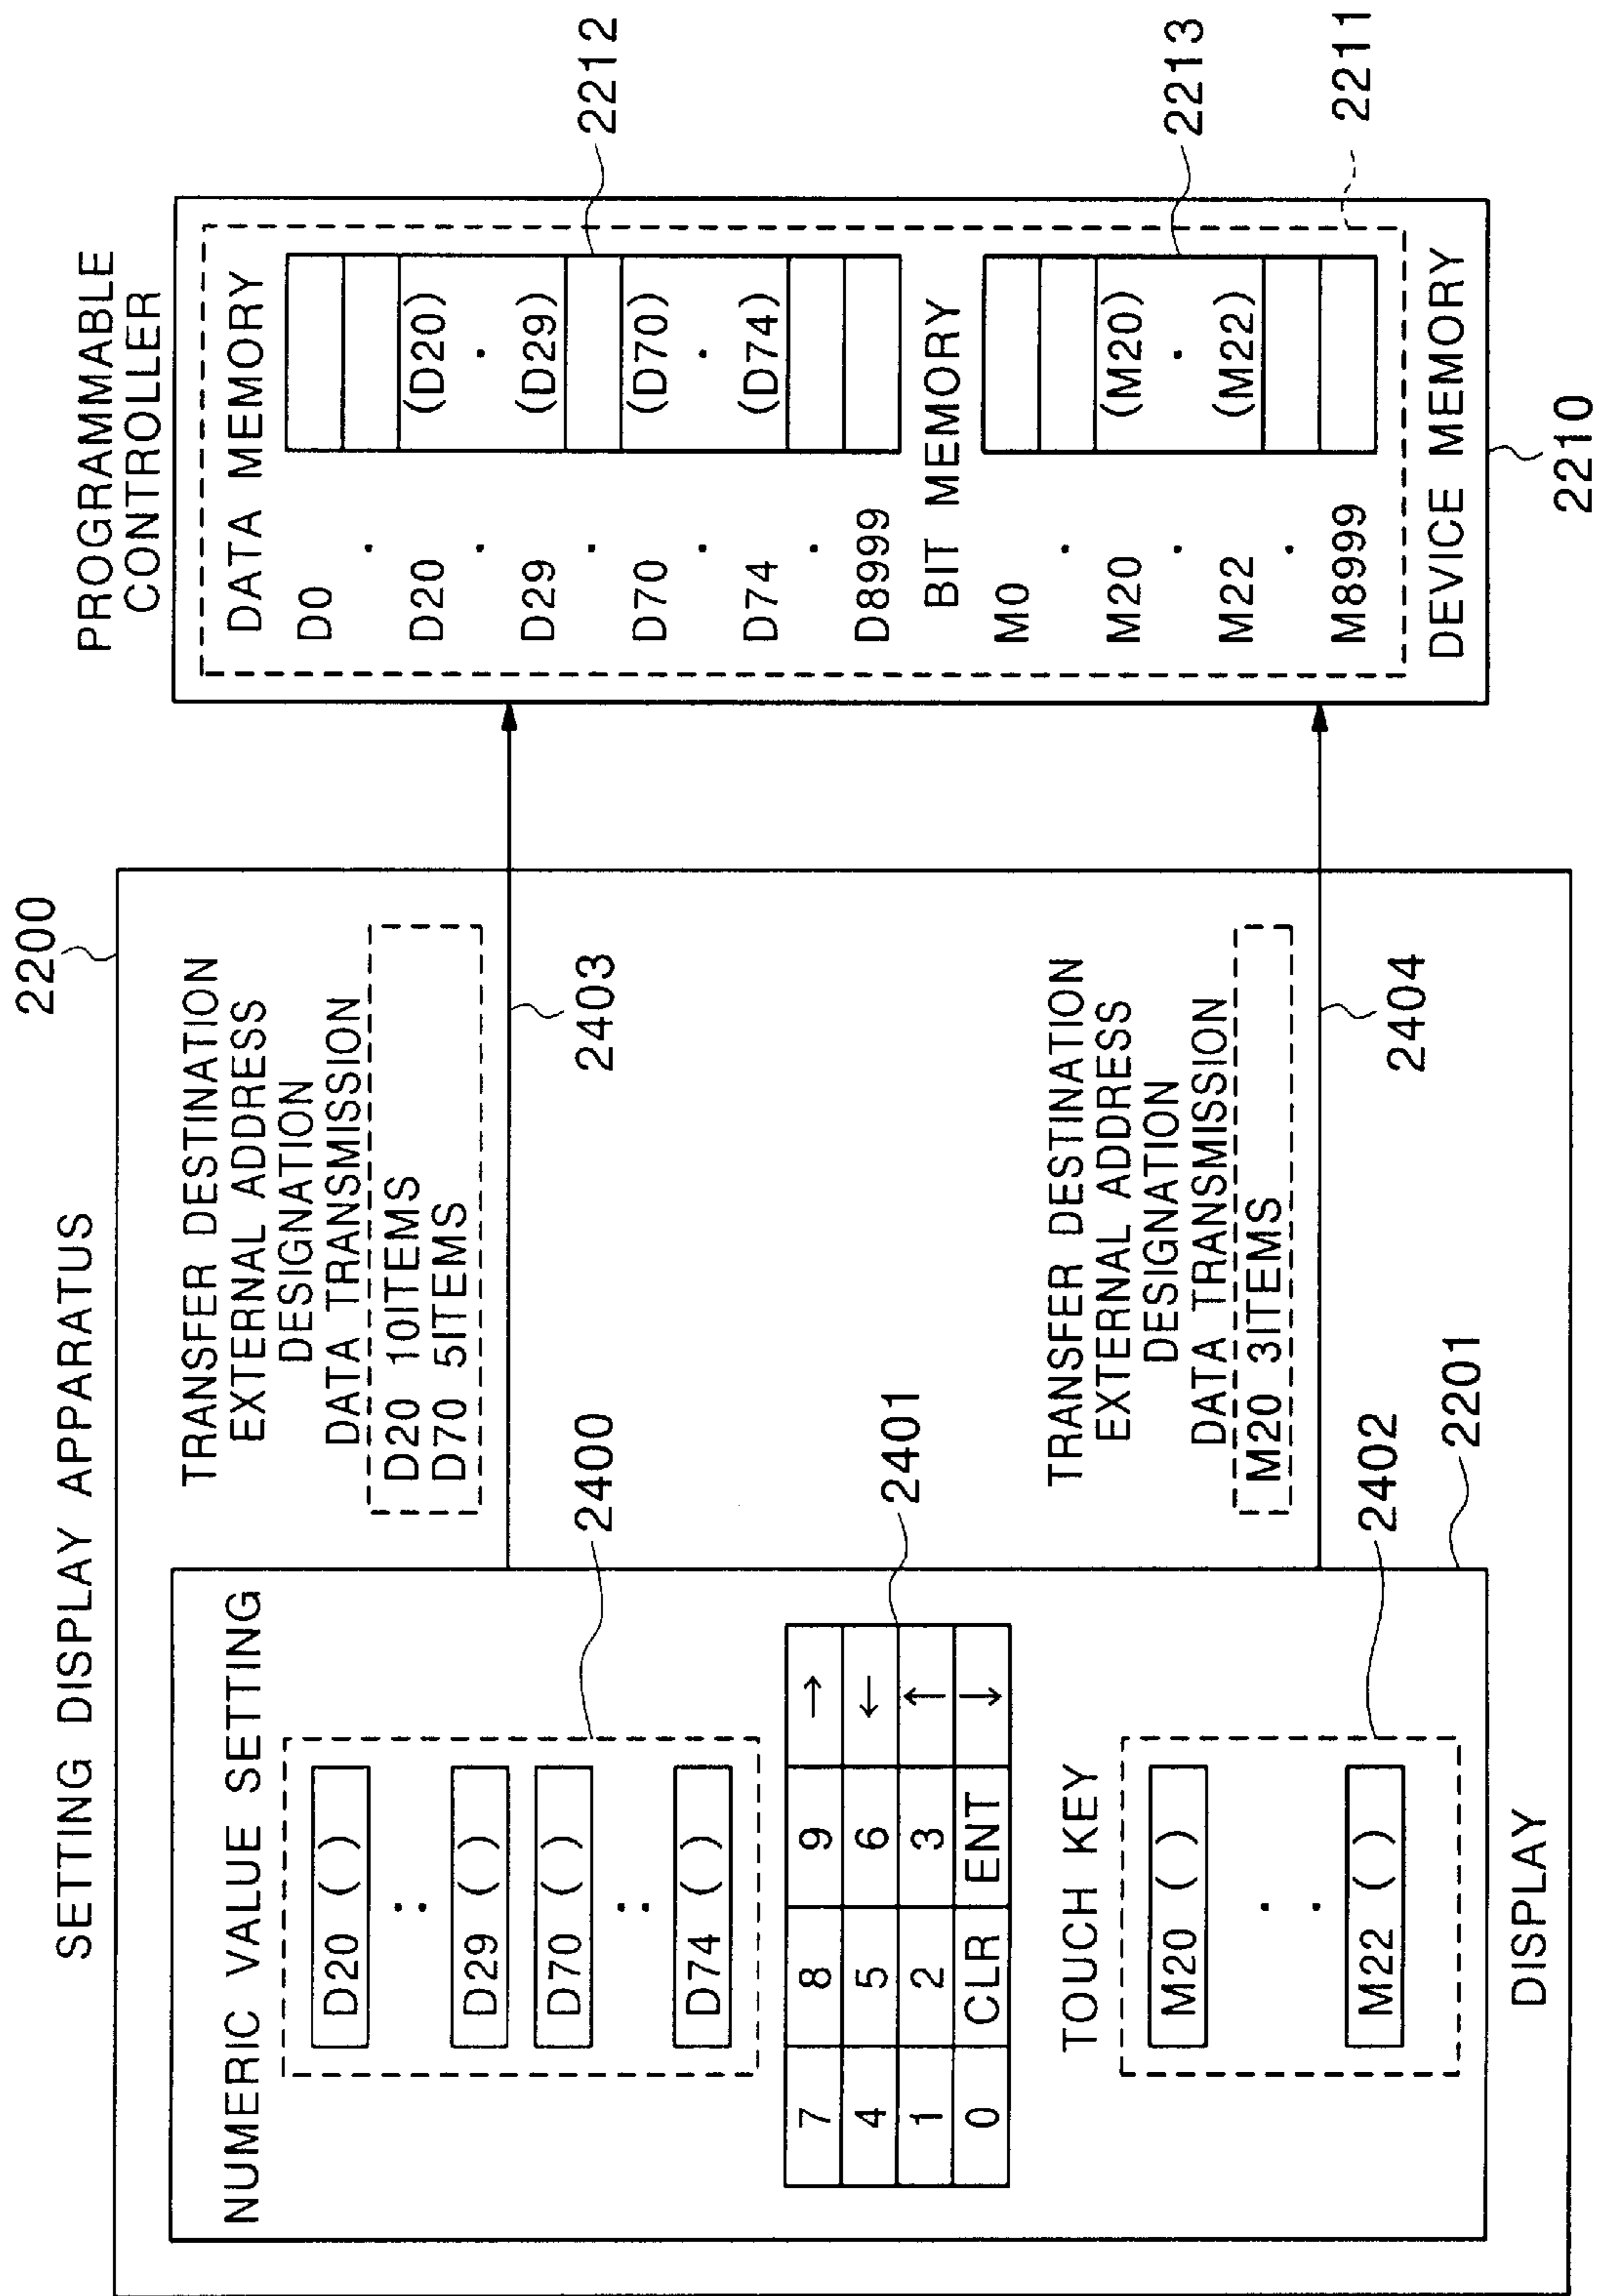 SETTING DISPLAY APPARATUS
2200
NUMERIC VALUE SETTING
D20 ( )
..
D29 ( )
D70 ( )
..
D74 ( )
2400
7 8 9 ↓
4 5 6 ↑
1 2 3 →
0 CLR ENT ←
2401
TOUCH KEY
M20 ( )
. .
M22 ( )
2402
2201
DISPLAY
TRANSFER DESTINATION
EXTERNAL ADDRESS
DESIGNATION
DATA TRANSMISSION
D20 10ITEMS
D70 5ITEMS
2403
TRANSFER DESTINATION
EXTERNAL ADDRESS
DESIGNATION
DATA TRANSMISSION
M20 3ITEMS
2404
PROGRAMMABLE
CONTROLLER
DATA MEMORY
D0
.
D20 (D20)
. .
D29 (D29)
.
D70 (D70)
. .
D74 (D74)
.
D8999
2212
BIT MEMORY
M0
.
M20 (M20)
. .
M22 (M22)
.
M8999
2213
2211
DEVICE MEMORY
2210